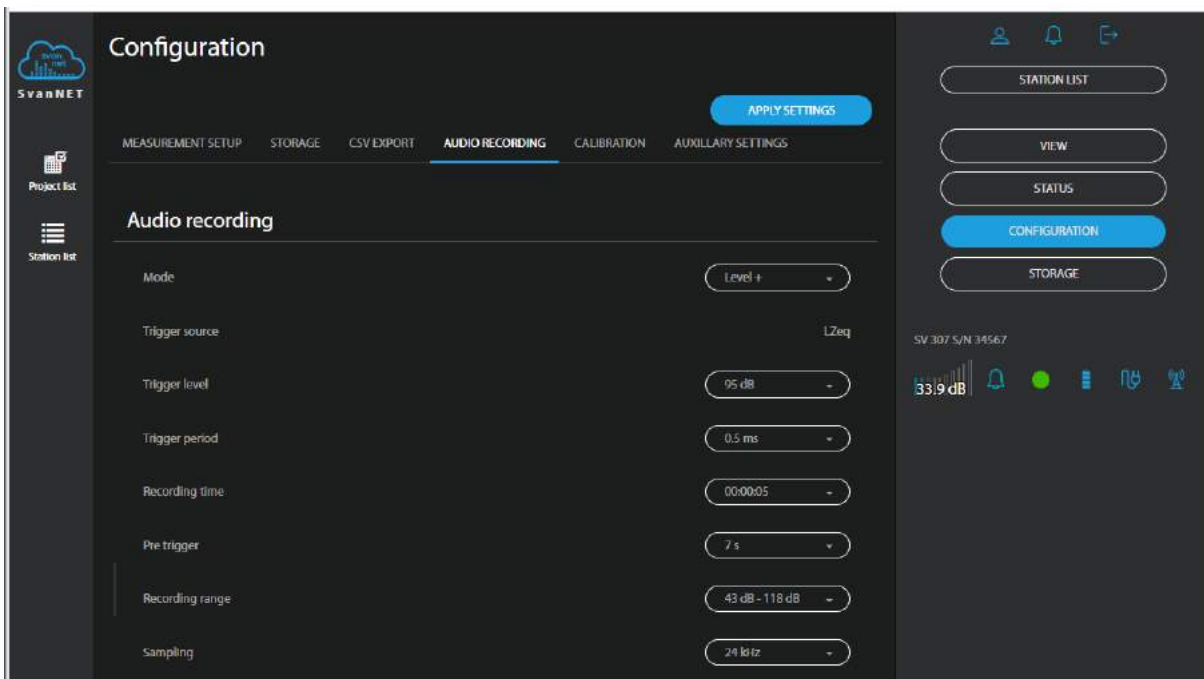 svan
net
SvanNET
Project list
Station list
Configuration
APPLY SETTINGS
MEASUREMENT SETUP STORAGE CSV EXPORT AUDIO RECORDING CALIBRATION AUXILLARY SETTINGS
Audio recording
Mode Level +
Trigger source LZeq
Trigger level 95 dB
Trigger period 0.5 ms
Recording time 00:00:05
Pre trigger 7 s
Recording range 43 dB - 118 dB
Sampling 24 kHz
STATION LIST
VIEW
STATUS
CONFIGURATION
STORAGE
SV 307 S/N 34567
33.9 dB